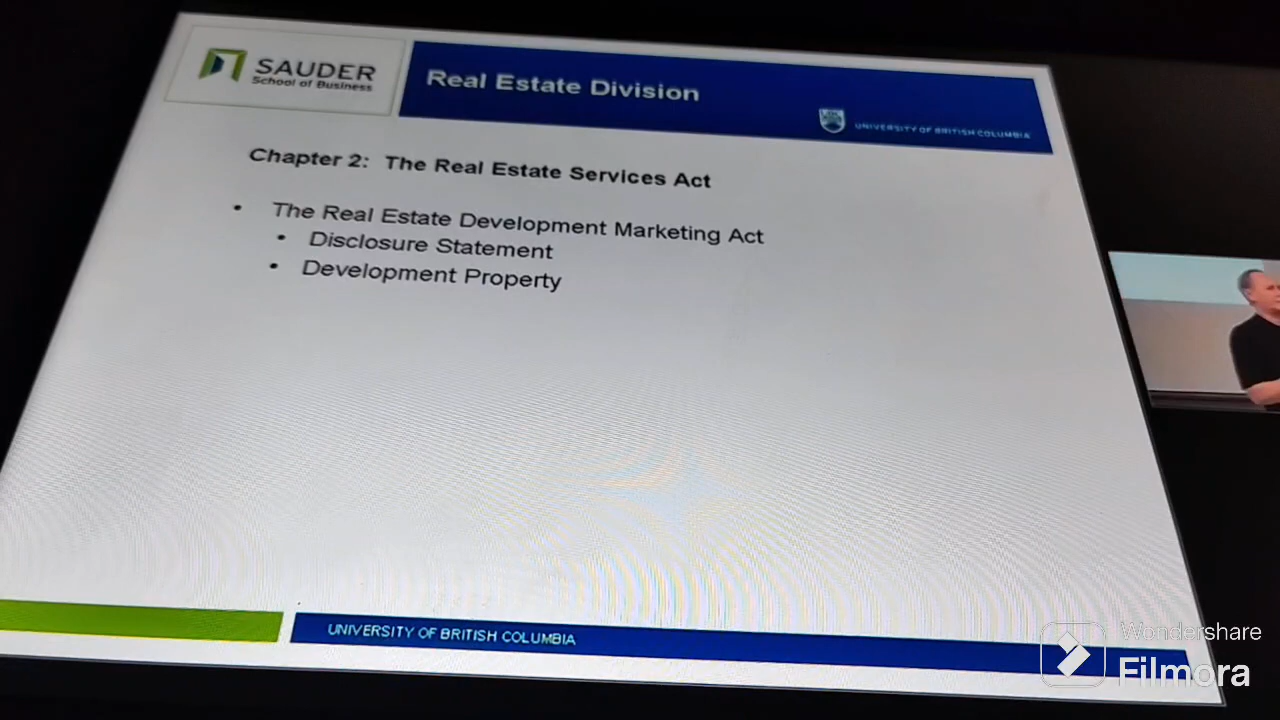 SAUDER
School of Business
Real Estate Division
UNIVERSITY OF BRITISH COLUMBIA
Chapter 2: The Real Estate Services Act
• The Real Estate Development Marketing Act
• Disclosure Statement
• Development Property
UNIVERSITY OF BRITISH COLUMBIA
Wondershare
Filmora